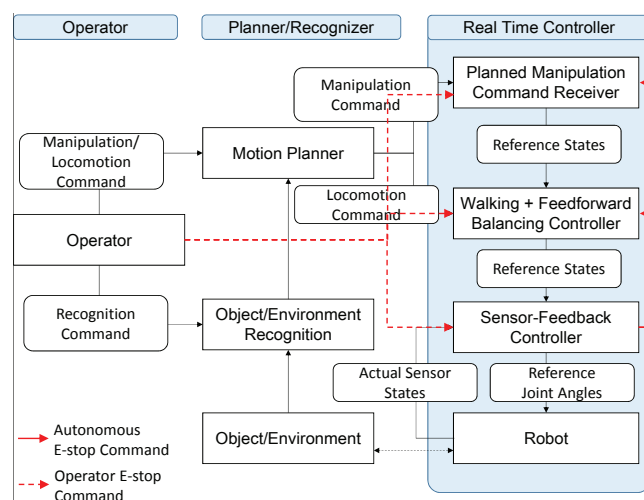 Operator
Planner/Recognizer
Real Time Controller
Manipulation
Command
Planned Manipulation
Command Receiver
Manipulation/
Locomotion
Command
Motion Planner
Reference States
Locomotion
Command
Walking + Feedforward
Balancing Controller
Operator
Reference States
Recognition
Command
Object/Environment
Recognition
Sensor-Feedback
Controller
Actual Sensor
States
Reference
Joint Angles
Autonomous
E-stop Command
Object/Environment
Robot
Operator E-stop
Command